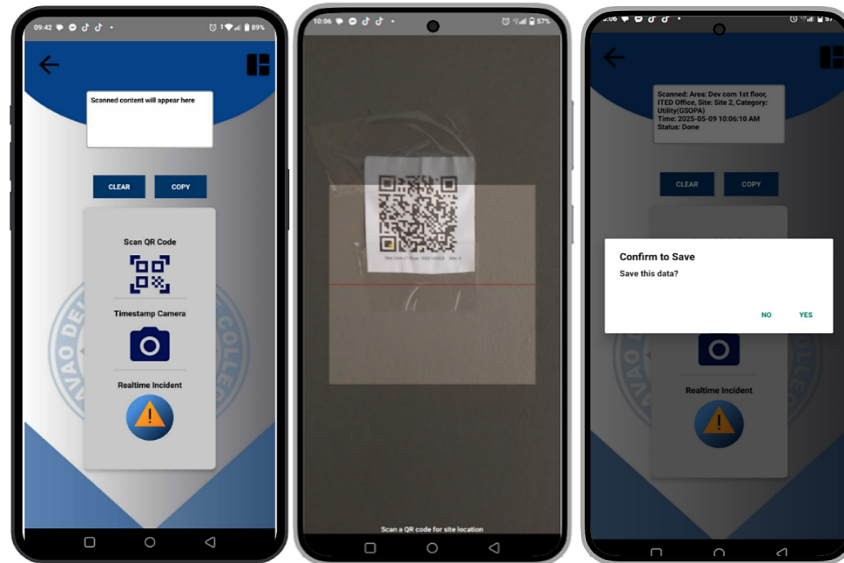 09:42
89%
Scanned content will appear here
CLEAR
COPY
Scan QR Code
Timestamp Camera
Realtime Incident
10:06
57%
Scan a QR code for site location
Scanned: Area: Dev com 1st floor,
ITED Office, Site: Site 2, Category:
Utility(GSOPA)
Time: 2025-05-09 10:06:10 AM
Status: Done
CLEAR
COPY
Confirm to Save
Save this data?
NO
YES
Realtime Incident